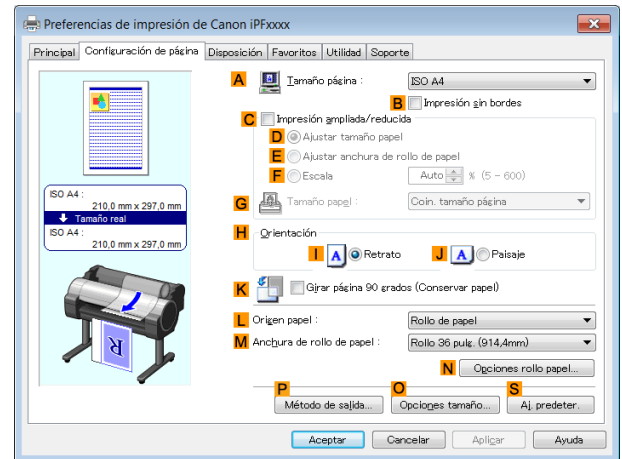 Preferencias de impresión de Canon iPFxxxx
Principal Configuración de página Disposición Favoritos Utilidad Soporte
A Tamaño página : ISO A4
B Impresión sin bordes
C Impresión ampliada/reducida
D Ajustar tamaño papel
E Ajustar anchura de rollo de papel
F Escala Auto % (5 - 600)
G Tamaño papel : Coin. tamaño página
ISO A4 :
210,0 mm x 297,0 mm
Tamaño real
ISO A4 :
210,0 mm x 297,0 mm
H Orientación
I A Retrato J A Paisaje
K Girar página 90 grados (Conservar papel)
L Origen papel : Rollo de papel
M Anchura de rollo de papel : Rollo 36 pulg. (914,4mm)
R
N Opciones rollo papel...
P O S
Método de salida... Opciones tamaño... Aj. predeter.
Aceptar Cancelar Aplicar Ayuda